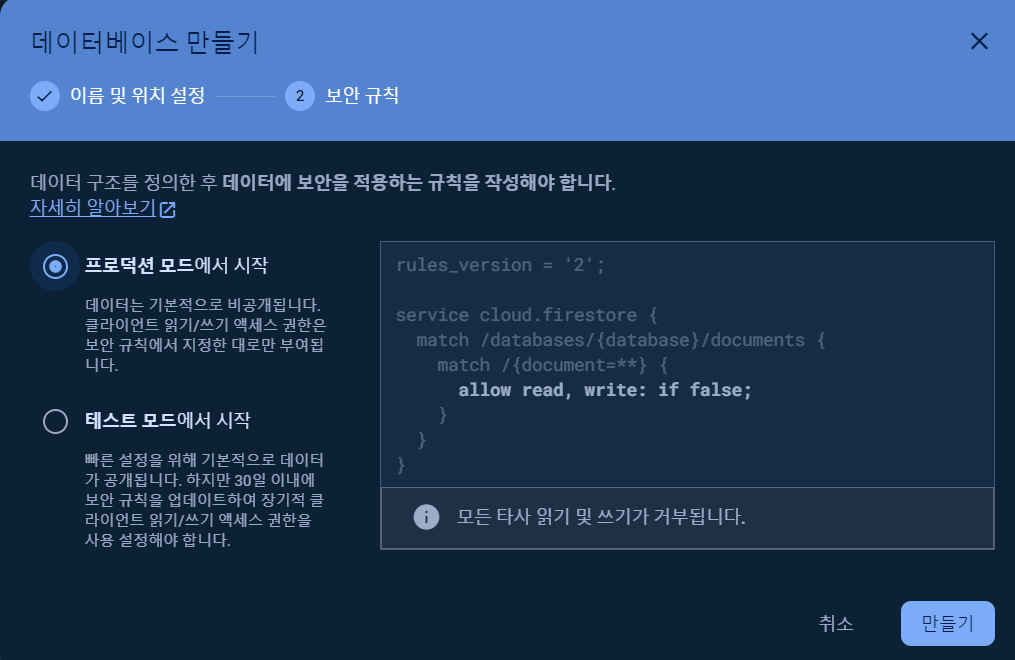 데이터베이스 만들기
이름 및 위치 설정
2 보안 규칙
데이터 구조를 정의한 후 데이터에 보안을 적용하는 규칙을 작성해야 합니다.
자세히 알아보기
프로덕션 모드에서 시작
데이터는 기본적으로 비공개됩니다.
클라이언트 읽기/쓰기 액세스 권한은
보안 규칙에서 지정한 대로만 부여됩
니다.
테스트 모드에서 시작
빠른 설정을 위해 기본적으로 데이터
가 공개됩니다. 하지만 30일 이내에
보안 규칙을 업데이트하여 장기적 클
라이언트 읽기/쓰기 액세스 권한을
사용 설정해야 합니다.
rules_version = '2';
service cloud.firestore {
match /databases/{database}/documents {
match /{document=**} {
allow read, write: if false;
}
}
}
모든 타사 읽기 및 쓰기가 거부됩니다.
취소
만들기